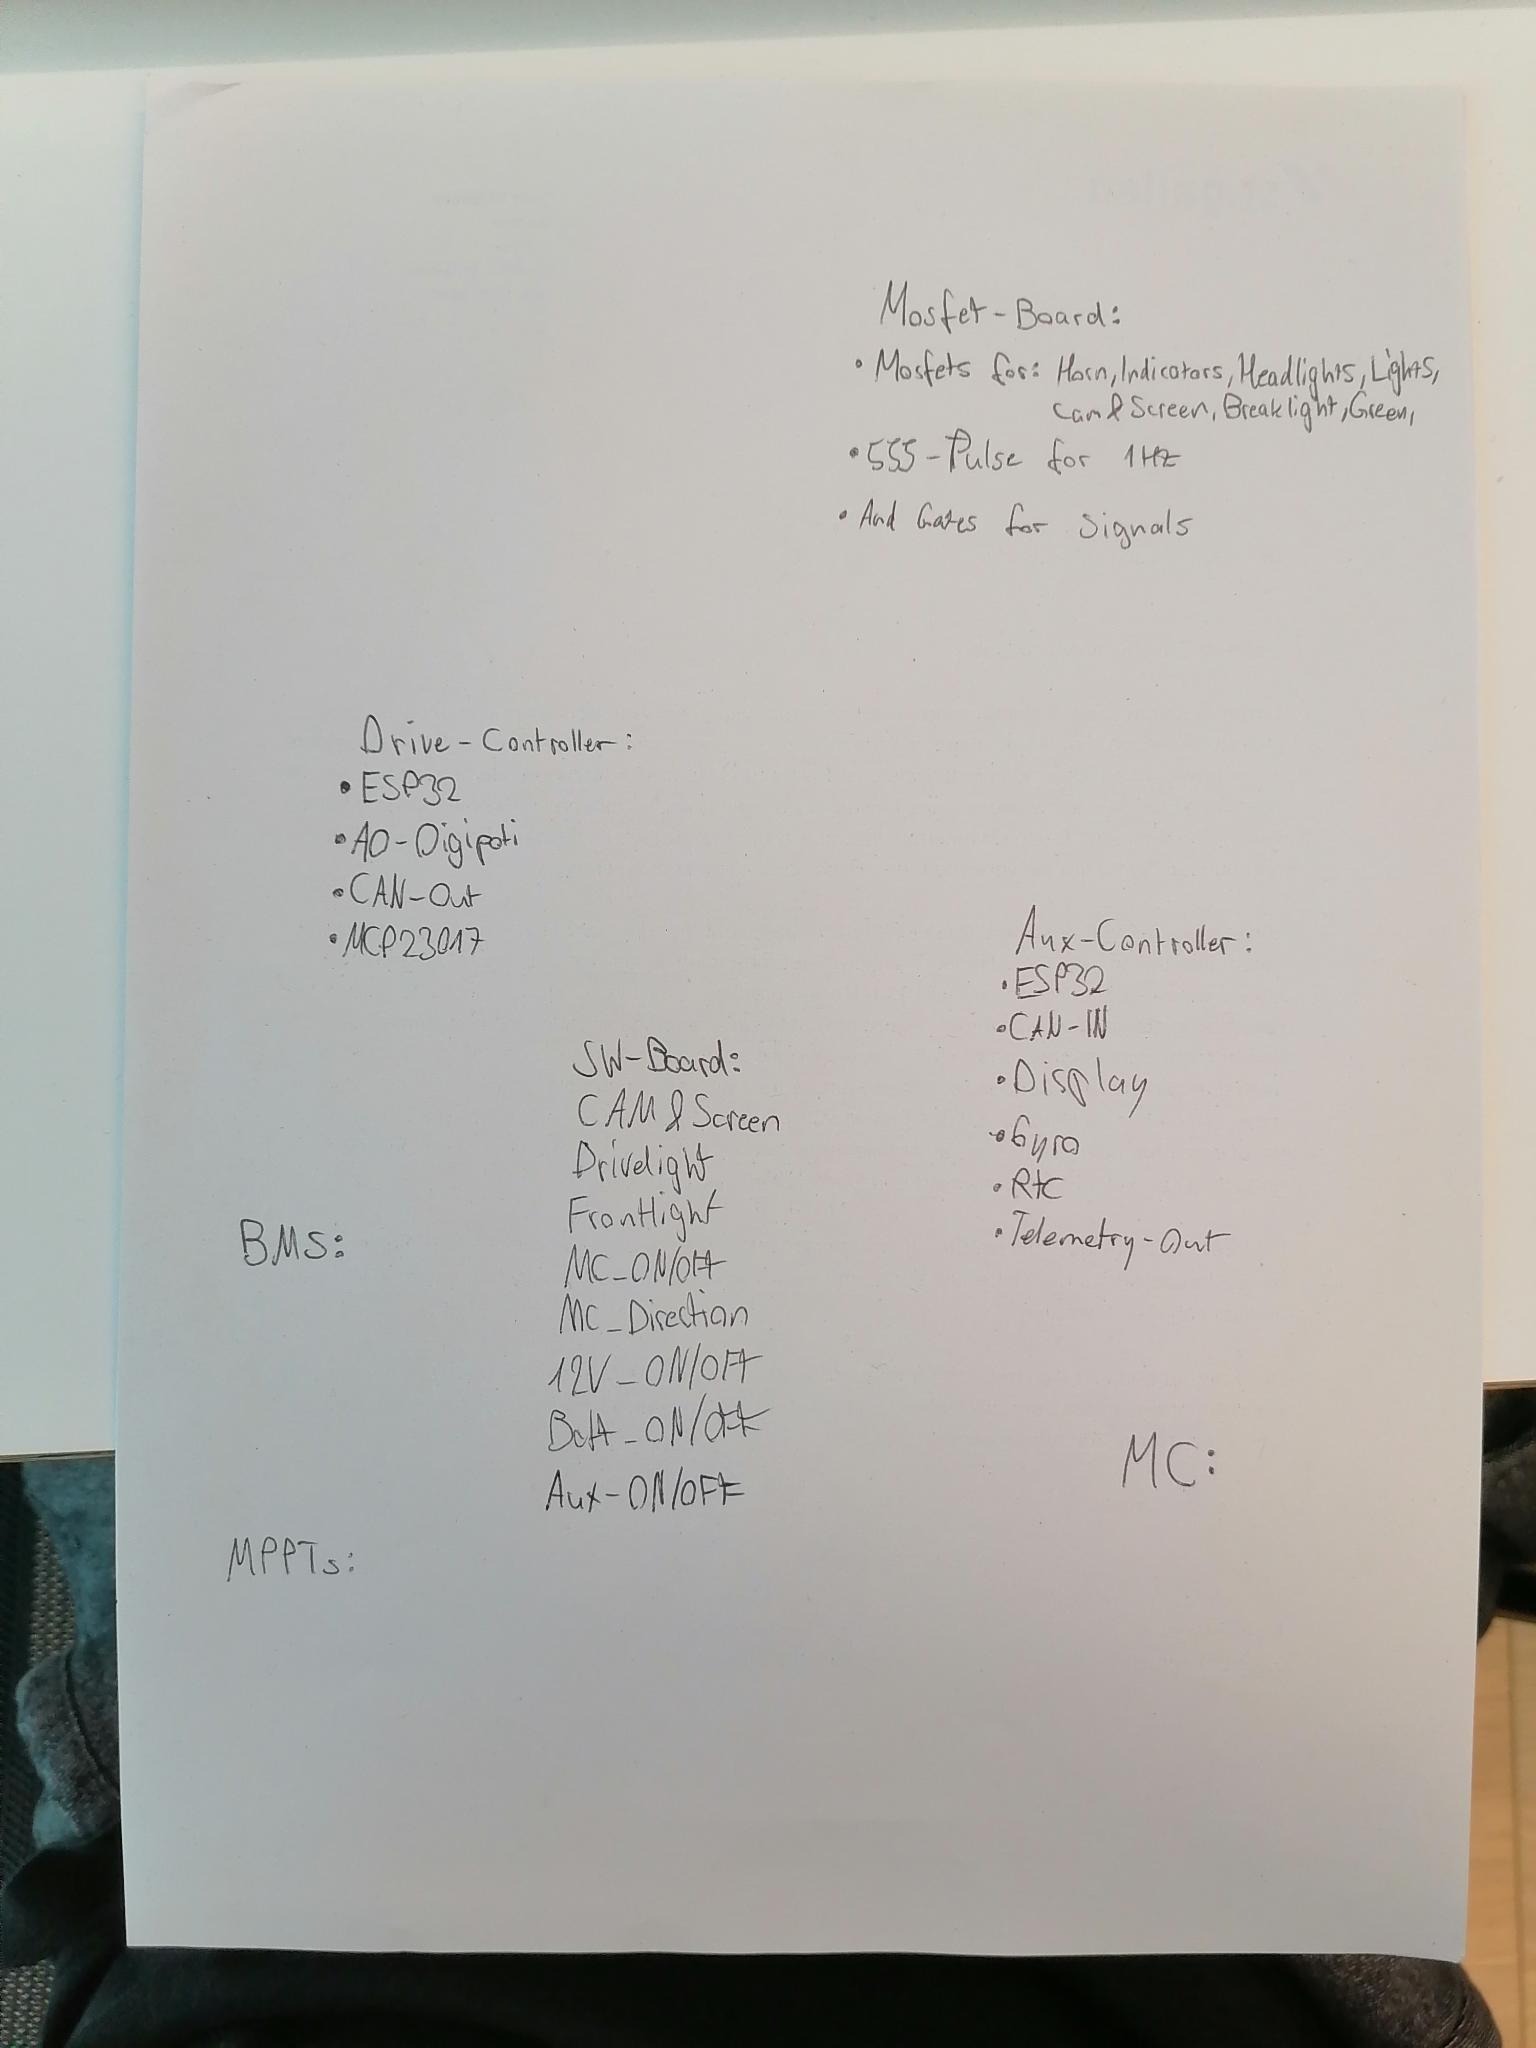 Mosfet-Board:
• Mosfets for: Horn, Indicators, Headlights, Lights,
Cam & Screen, Breaklight, Green,
• 555-Pulse for 1Hz
• And Gates for Signals
Drive-Controller:
• ESP32
• AO-Digipoti
• CAN-Out
• MCP23017
Aux-Controller:
• ESP32
• CAN-IN
• Display
• Gyro
• RtC
• Telemetry-Out
SW-Board:
CAM & Screen
Drivelight
Frontlight
MC_ON/OFF
MC_Direction
12V_ON/OFF
Batt_ON/OFF
Aux-ON/OFF
BMS:
MC:
MPPTs: